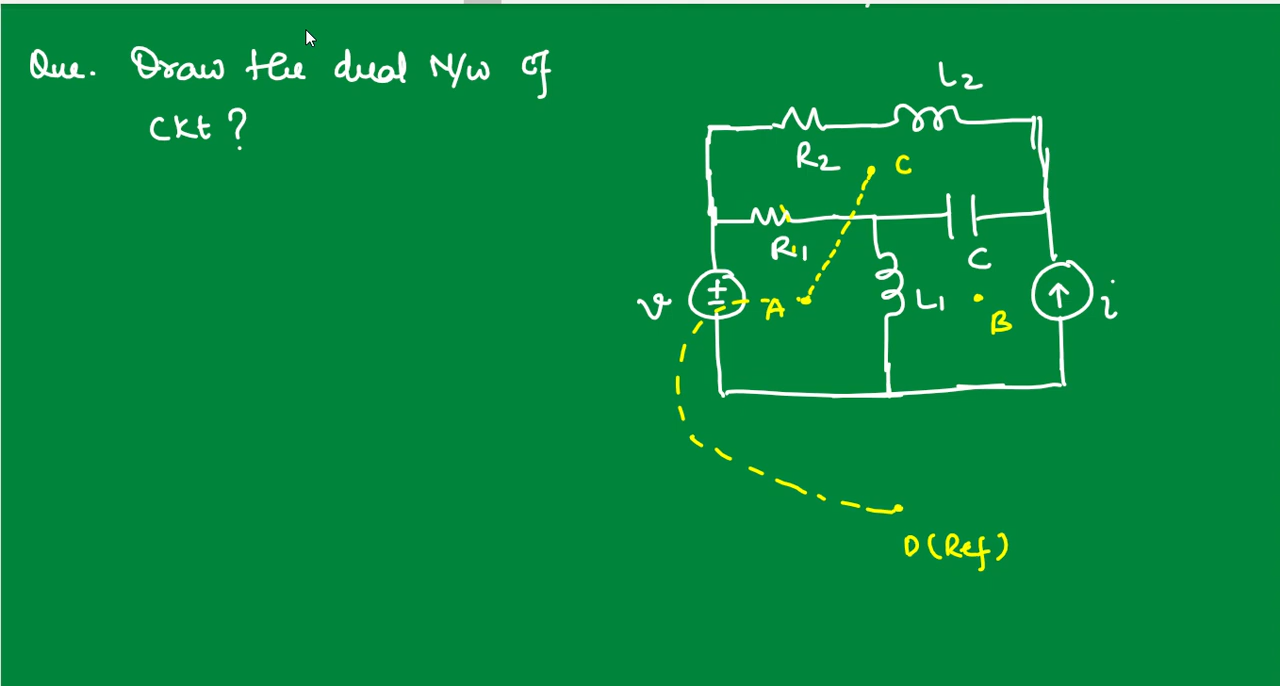 Que. Draw the dual N/w of
ckt ?
L2
R2
C
R1
C
v
+
A
L1
B
i
D (Ref)